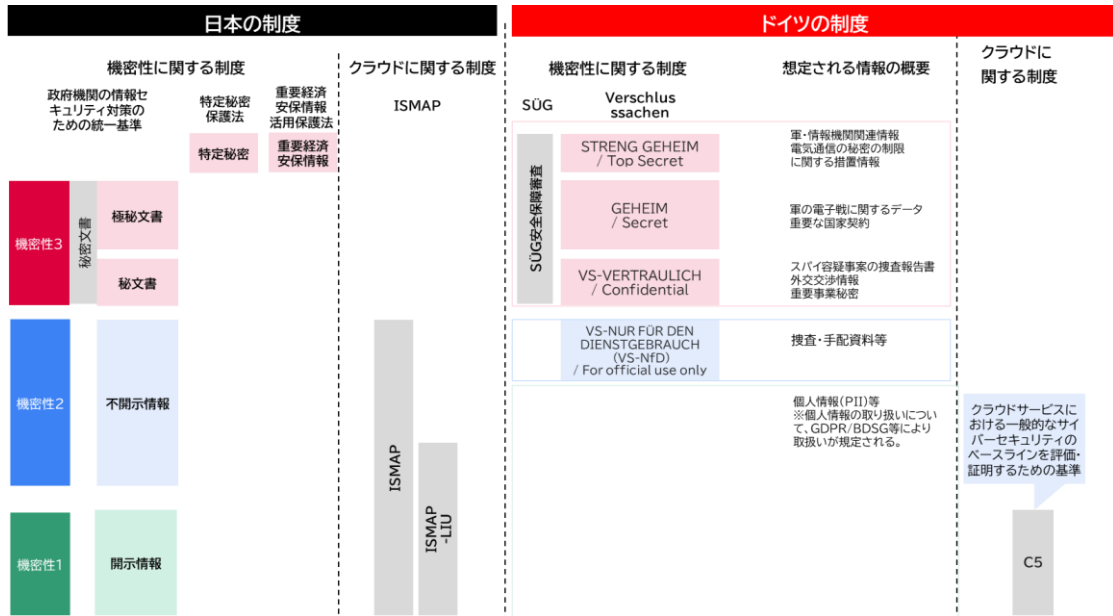 日本の制度
ドイツの制度
機密性に関する制度
クラウドに関する制度
機密性に関する制度
想定される情報の概要
クラウドに
関する制度
政府機関の情報セ
キュリティ対策の
ための統一基準
特定秘密
保護法
重要経済
安保情報
活用保護法
ISMAP
SÜG
Verschlus
ssachen
特定秘密
重要経済
安保情報
機密性3
秘密文書
極秘文書
秘文書
機密性2
不開示情報
機密性1
開示情報
ISMAP
ISMAP
-LIU
SÜG安全保障審査
STRENG GEHEIM
/ Top Secret
軍・情報機関関連情報
電気通信の秘密の制限
に関する措置情報
GEHEIM
/ Secret
軍の電子戦に関するデータ
重要な国家契約
VS-VERTRAULICH
/ Confidential
スパイ容疑事案の捜査報告書
外交交渉情報
重要事業秘密
VS-NUR FÜR DEN
DIENSTGEBRAUCH
(VS-NfD)
/ For official use only
捜査・手配資料等
個人情報(PII)等
※個人情報の取り扱いについ
て、GDPR/BDSG等により
取扱いが規定される。
クラウドサービスに
おける一般的なサイ
バーセキュリティの
ベースラインを評価・
証明するための基準
C5